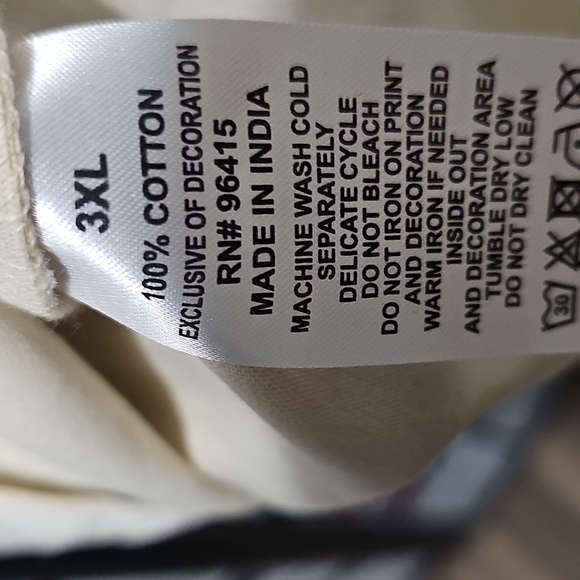 3XL
100% COTTON
EXCLUSIVE OF DECORATION
RN# 96415
MADE IN INDIA
MACHINE WASH COLD
SEPARATELY
DELICATE CYCLE
DO NOT BLEACH
DO NOT IRON ON PRINT
AND DECORATION
WARM IRON IF NEEDED
INSIDE OUT
AND DECORATION AREA
TUMBLE DRY LOW
DO NOT DRY CLEAN
30